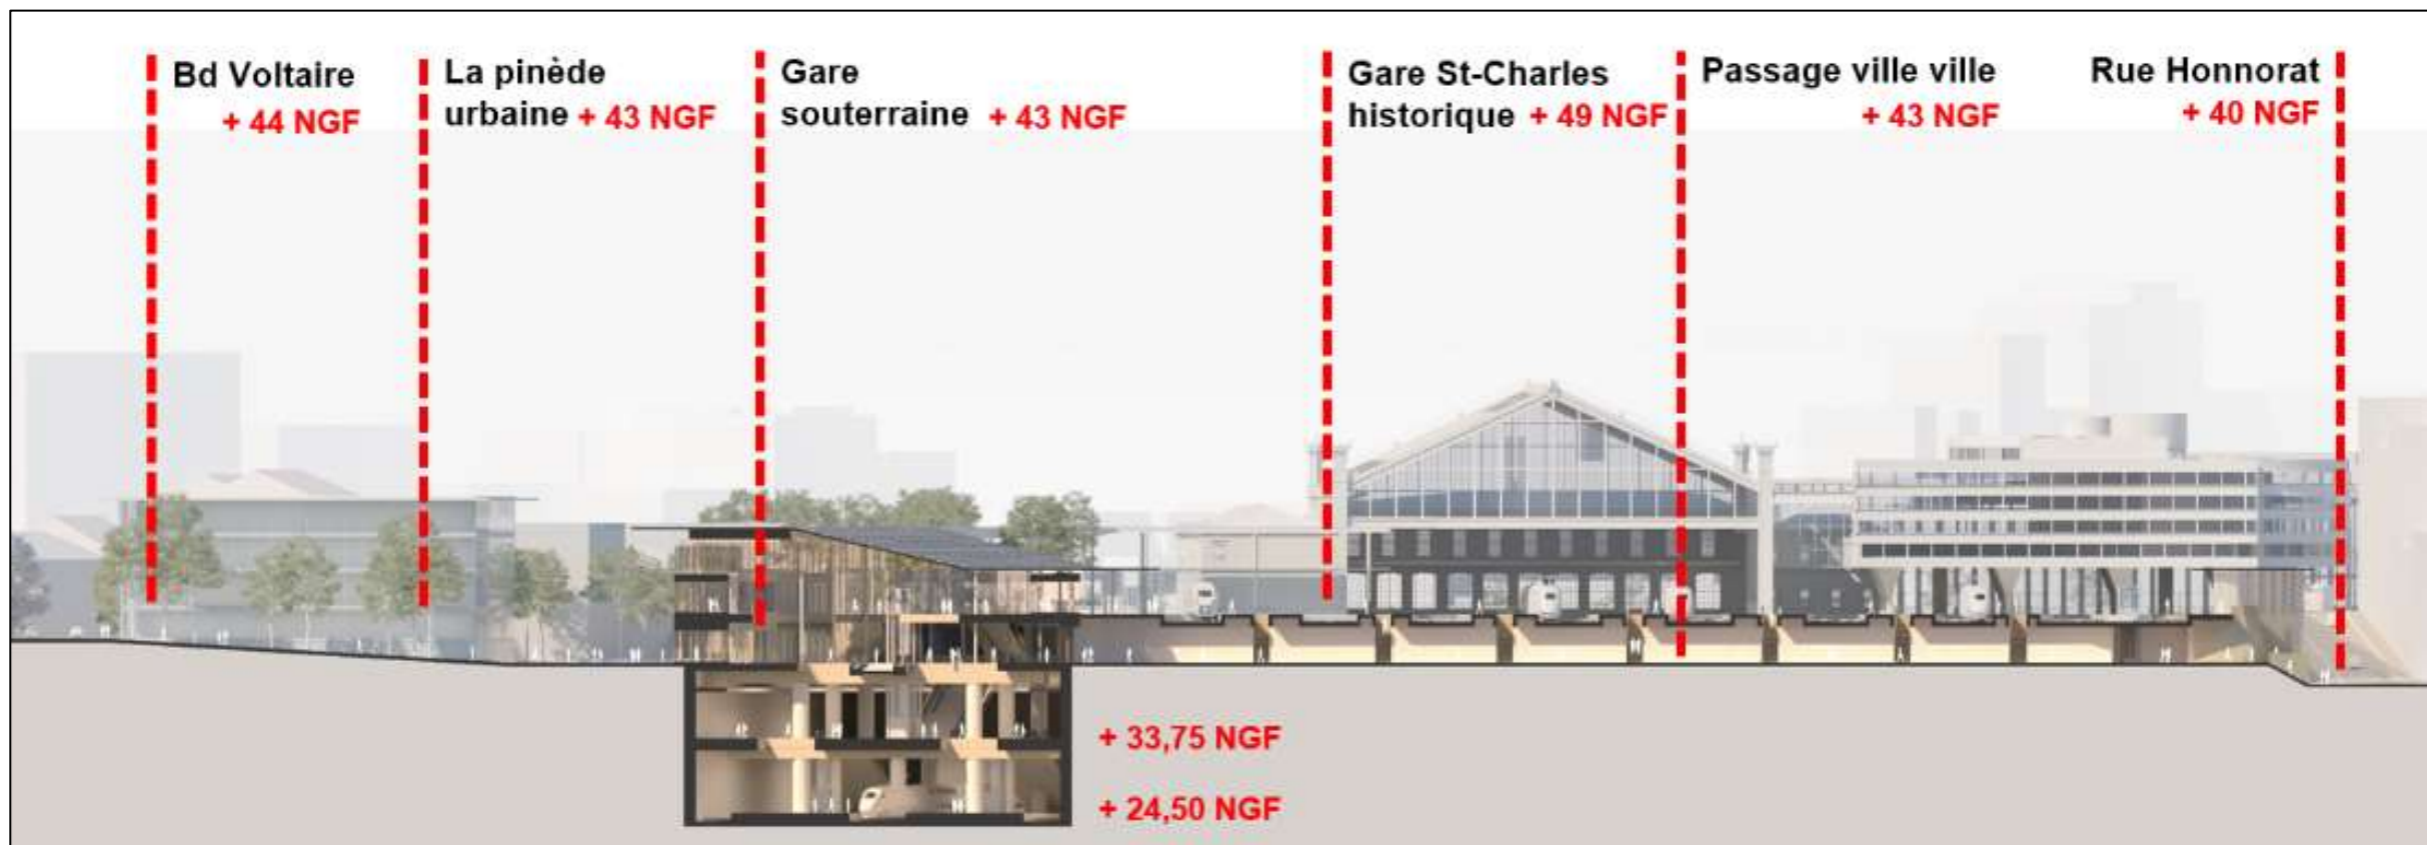 Bd Voltaire
+ 44 NGF
La pinède
urbaine + 43 NGF
Gare
souterraine + 43 NGF
Gare St-Charles
historique + 49 NGF
Passage ville ville
+ 43 NGF
Rue Honnorat
+ 40 NGF
+ 33,75 NGF
+ 24,50 NGF